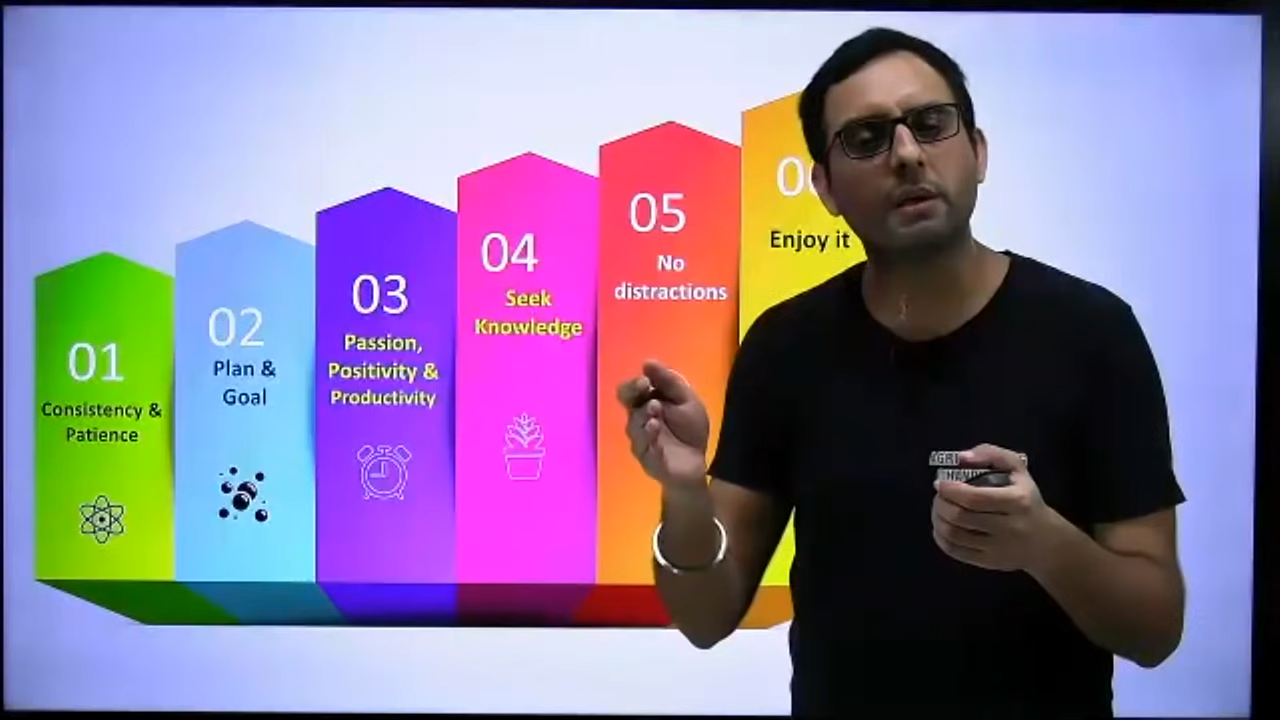 01
Consistency &
Patience
02
Plan &
Goal
03
Passion,
Positivity &
Productivity
04
Seek
Knowledge
05
No
distractions
Enjoy it